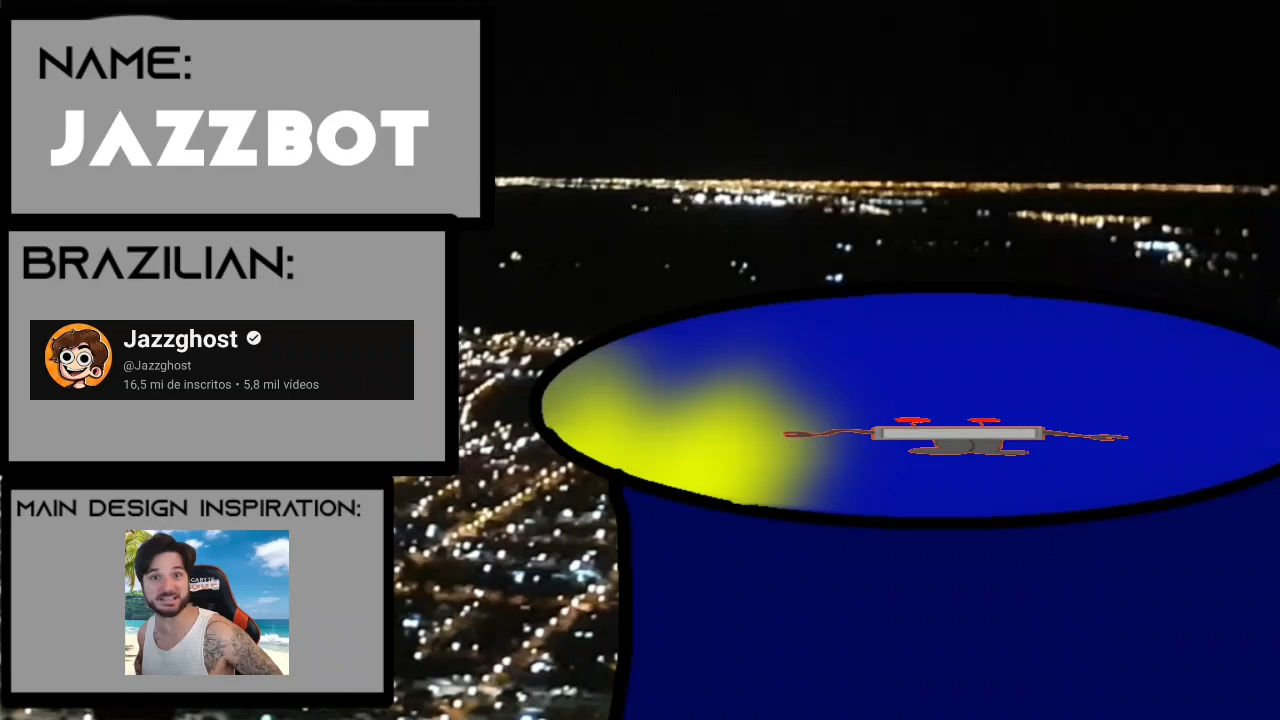 NAME:
JAZZBOT
BRAZILIAN:
Jazzghost
@Jazzghost
16,5 mi de inscritos • 5,8 mil vídeos
MAIN DESIGN INSPIRATION: